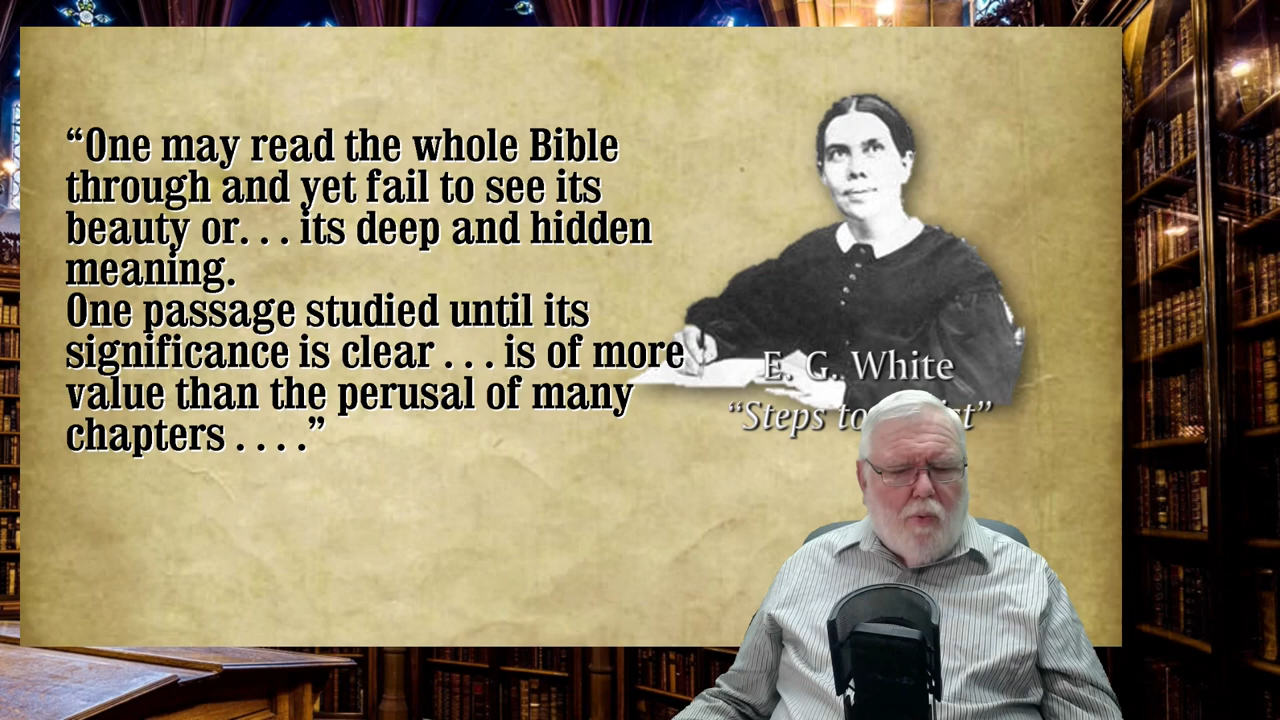 “One may read the whole Bible
through and yet fail to see its
beauty or. . . its deep and hidden
meaning.
One passage studied until its
significance is clear . . . is of more
value than the perusal of many
chapters . . . .”
E. G. White
“Steps to